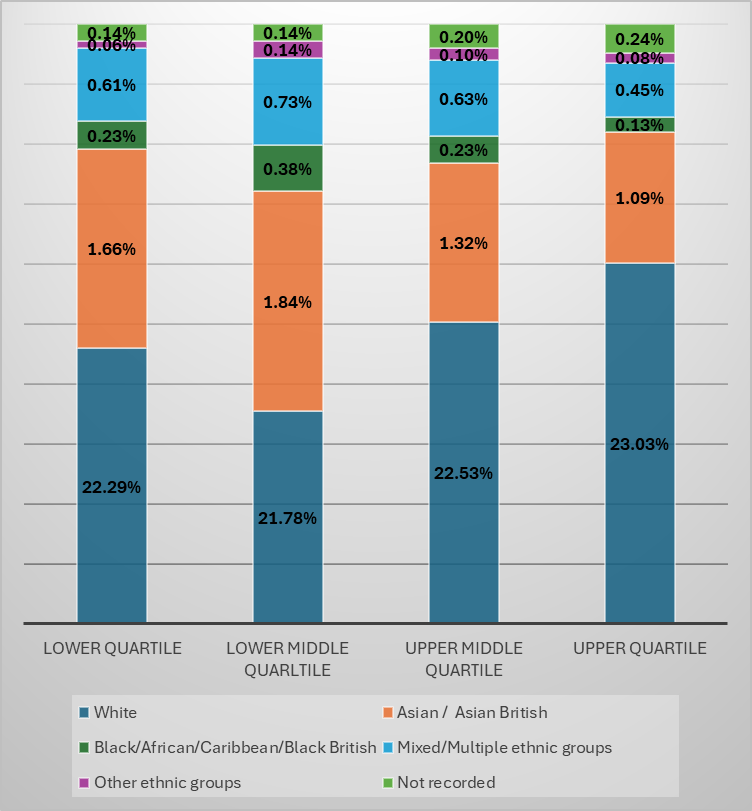 0.14% 0.14% 0.20% 0.24%
0.06% 0.14% 0.10% 0.08%
0.61% 0.73% 0.63% 0.45%
0.23% 0.38% 0.23% 0.13%
1.66% 1.84% 1.32% 1.09%
22.29% 21.78% 22.53% 23.03%
LOWER QUARTILE LOWER MIDDLE UPPER MIDDLE UPPER QUARTILE
QUARLTILE QUARTILE
White Asian / Asian British
Black/African/Caribbean/Black British Mixed/Multiple ethnic groups
Other ethnic groups Not recorded